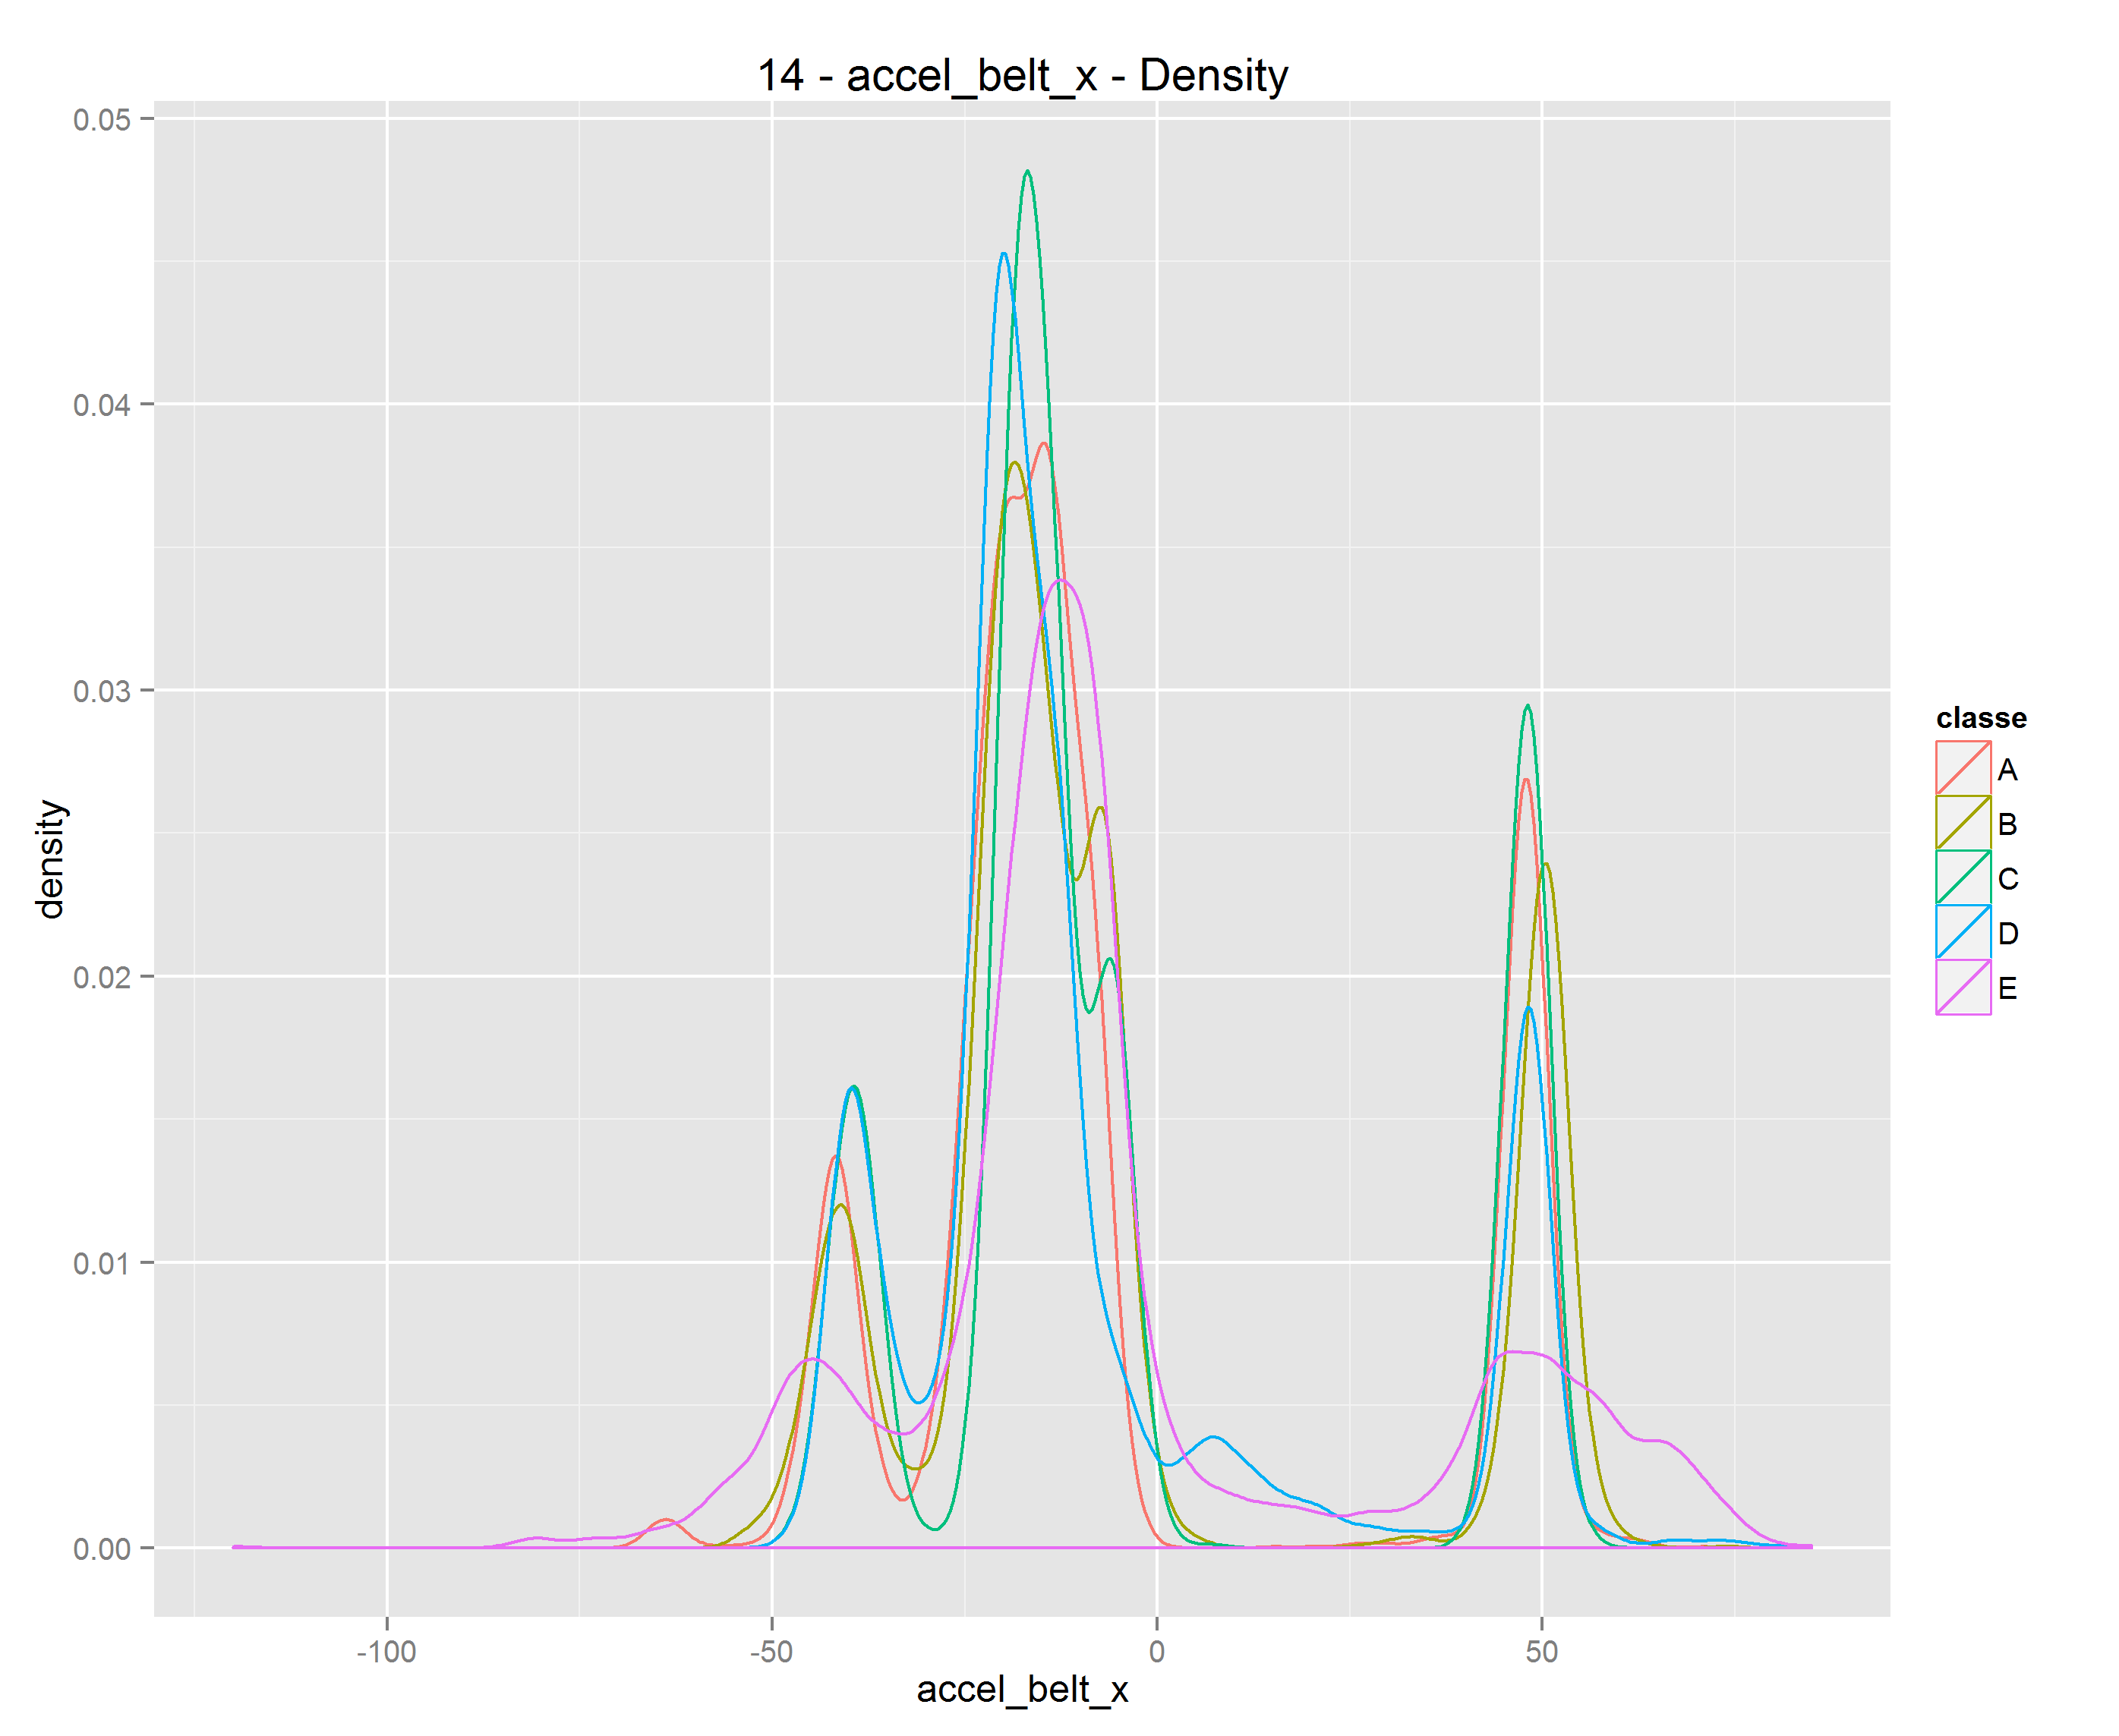 14 - accel_belt_x - Density
0.05
0.04
0.03
0.02
0.01
0.00
density
-100 -50 0 50
accel_belt_x
classe
A
B
C
D
E